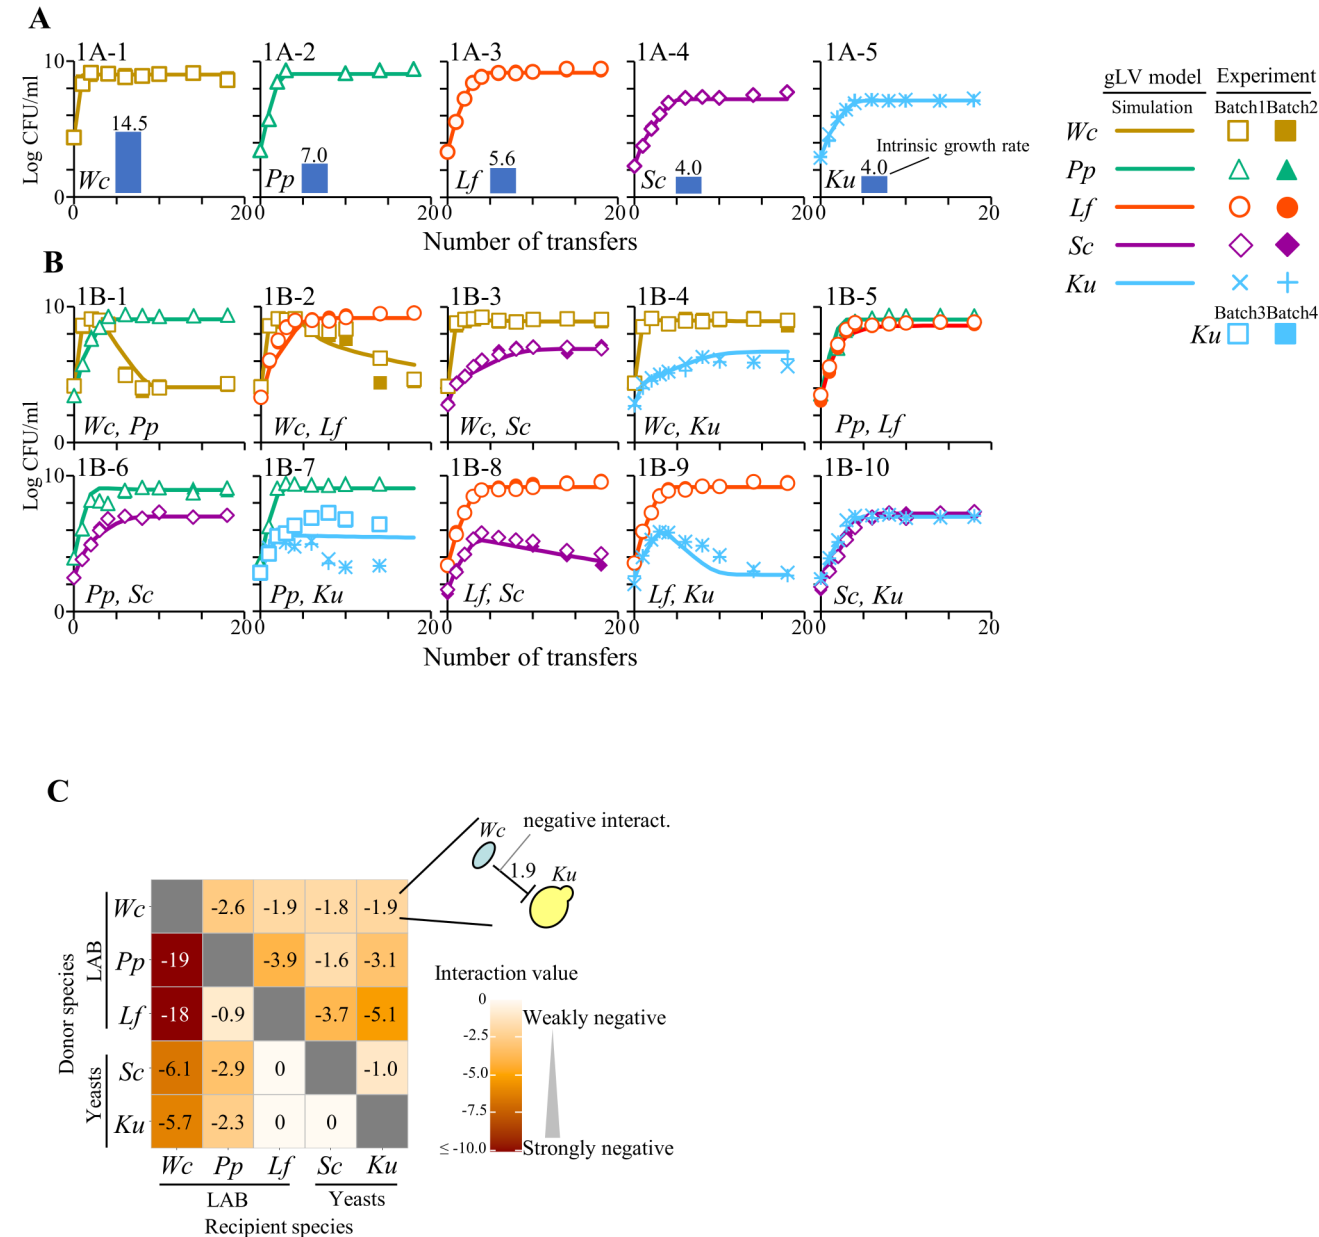 A
1A-1 1A-2 1A-3 1A-4 1A-5
10
Log CFU/ml
14.5 7.0 5.6 4.0 4.0
Intrinsic growth rate
Wc Pp Lf Sc Ku
0
0 20 0 20 0 20 0 20 0 20
Number of transfers
gLV model Experiment
Simulation Batch1 Batch2
Wc
Pp
Lf
Sc
Ku
Batch3 Batch4
Ku
B
1B-1 1B-2 1B-3 1B-4 1B-5
10
Log CFU/ml
Wc, Pp Wc, Lf Wc, Sc Wc, Ku Pp, Lf
0
1B-6 1B-7 1B-8 1B-9 1B-10
10
Pp, Sc Pp, Ku Lf, Sc Lf, Ku Sc, Ku
0
0 20 0 20 0 20 0 20 0 20
Number of transfers
C
Wc
negative interact.
1.9
Ku
Donor species
LAB
Yeasts
Wc -2.6 -1.9 -1.8 -1.9
Pp -19 -3.9 -1.6 -3.1
Lf -18 -0.9 -3.7 -5.1
Sc -6.1 -2.9 0 -1.0
Ku -5.7 -2.3 0 0
Wc Pp Lf Sc Ku
LAB Yeasts
Recipient species
Interaction value
0
Weakly negative
-2.5
-5.0
-7.5
≤ -10.0
Strongly negative